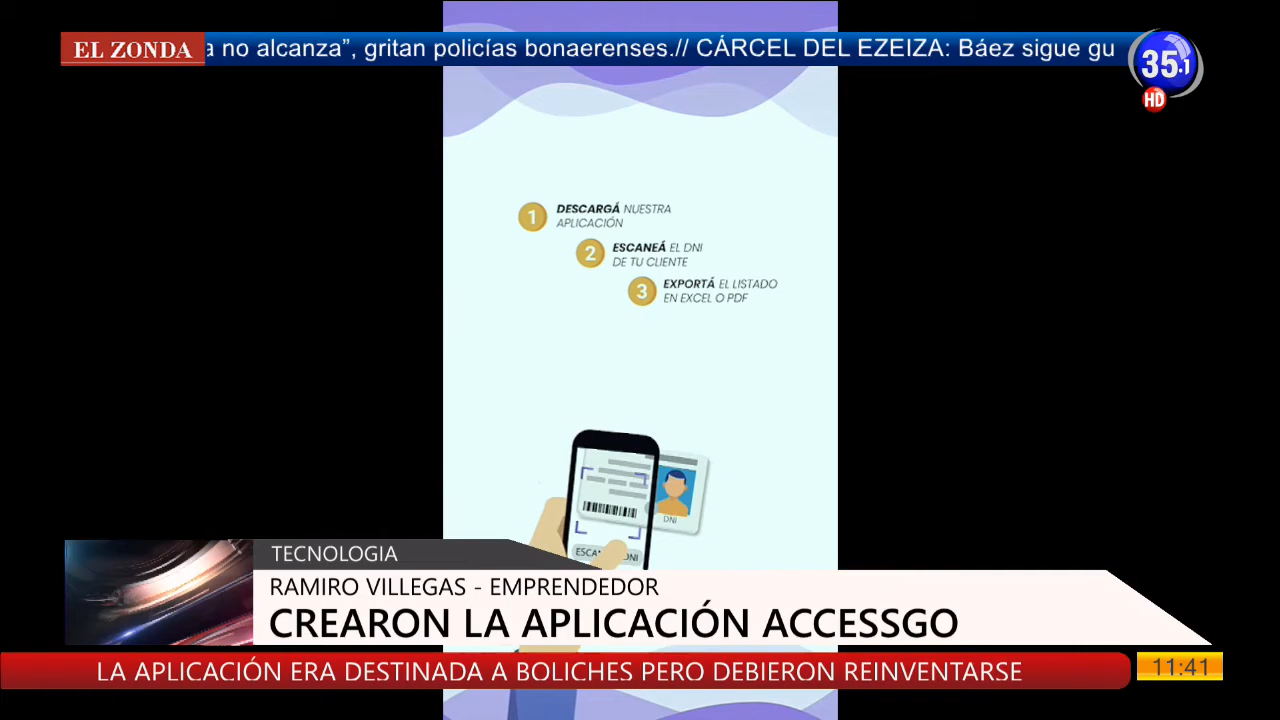 EL ZONDA
a no alcanza”, gritan policías bonaerenses.// CÁRCEL DEL EZEIZA: Báez sigue gu
35.1
HD
1 DESCARGÁ NUESTRA
APLICACIÓN
2 ESCANEÁ EL DNI
DE TU CLIENTE
3 EXPORTÁ EL LISTADO
EN EXCEL O PDF
DNI
TECNOLOGIA
RAMIRO VILLEGAS - EMPRENDEDOR
CREARON LA APLICACIÓN ACCESSGO
LA APLICACIÓN ERA DESTINADA A BOLICHES PERO DEBIERON REINVENTARSE
11:41